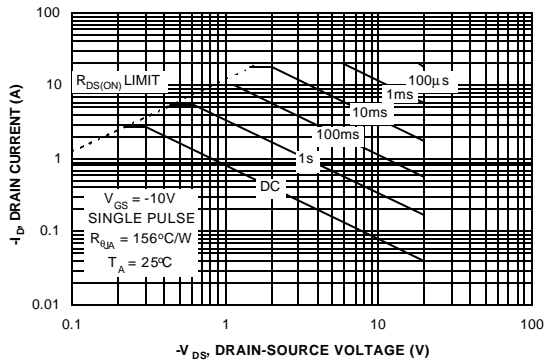 100
10
1
0.1
0.01
0.1
1
10
100
-I_D, DRAIN CURRENT (A)
-V_DS, DRAIN-SOURCE VOLTAGE (V)
R_DS(ON) LIMIT
100µs
1ms
10ms
100ms
1s
DC
V_GS = -10V
SINGLE PULSE
R_θJA = 156°C/W
T_A = 25°C